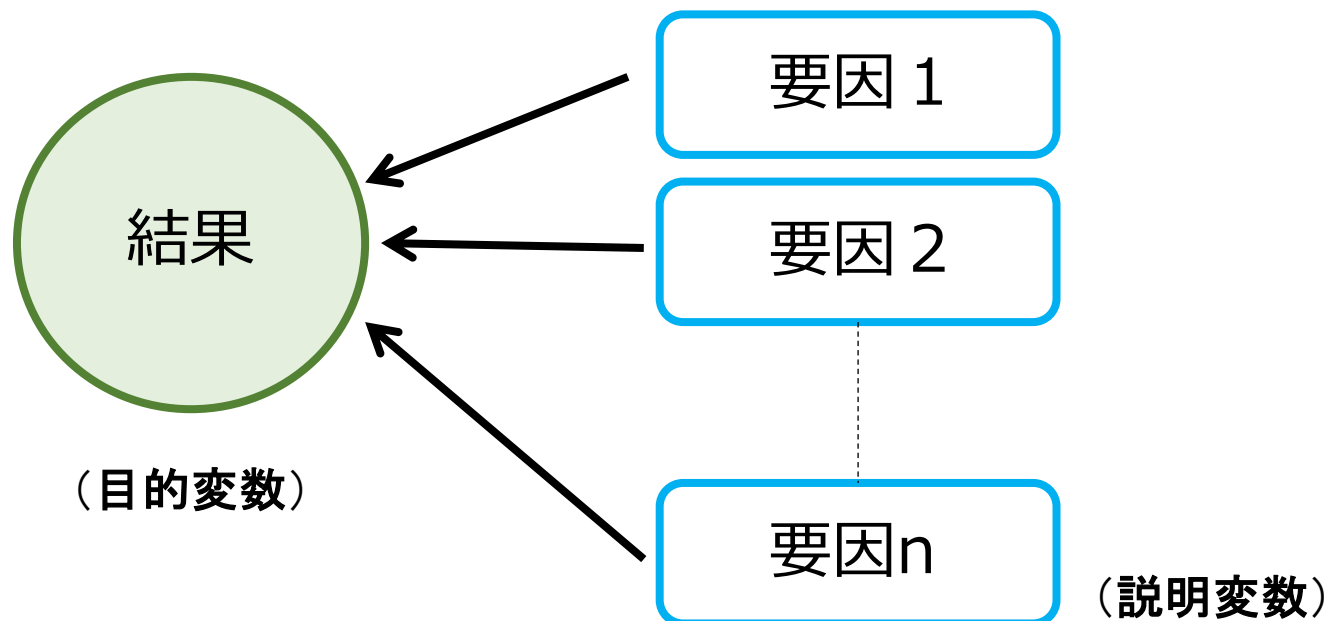 要因１
要因２
結果
要因n
（目的変数）
（説明変数）